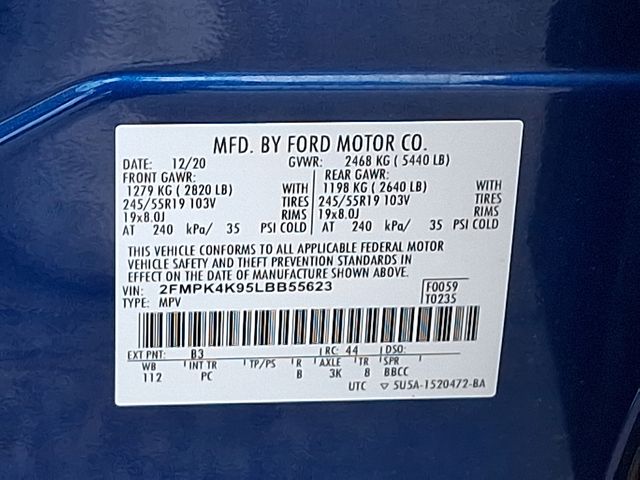 MFD. BY FORD MOTOR CO.
DATE: 12/20 GVWR: 2468 KG ( 5440 LB)
FRONT GAWR: REAR GAWR:
1279 KG ( 2820 LB) WITH 1198 KG ( 2640 LB) WITH
245/55R19 103V TIRES 245/55R19 103V TIRES
19x8.0J RIMS 19x8.0J RIMS
AT 240 kPa/ 35 PSI COLD AT 240 kPa/ 35 PSI COLD
THIS VEHICLE CONFORMS TO ALL APPLICABLE FEDERAL MOTOR
VEHICLE SAFETY AND THEFT PREVENTION STANDARDS IN
EFFECT ON THE DATE OF MANUFACTURE SHOWN ABOVE.
VIN: 2FMPK4K95LBB55623 F0059
TYPE: MPV T0235
EXT PNT: B3 RC: 44 DSO:
WB INT TR TP/PS R AXLE TR SPR
112 PC B 3K 8 BBCC
UTC ▽ 5U5A-1520472-BA